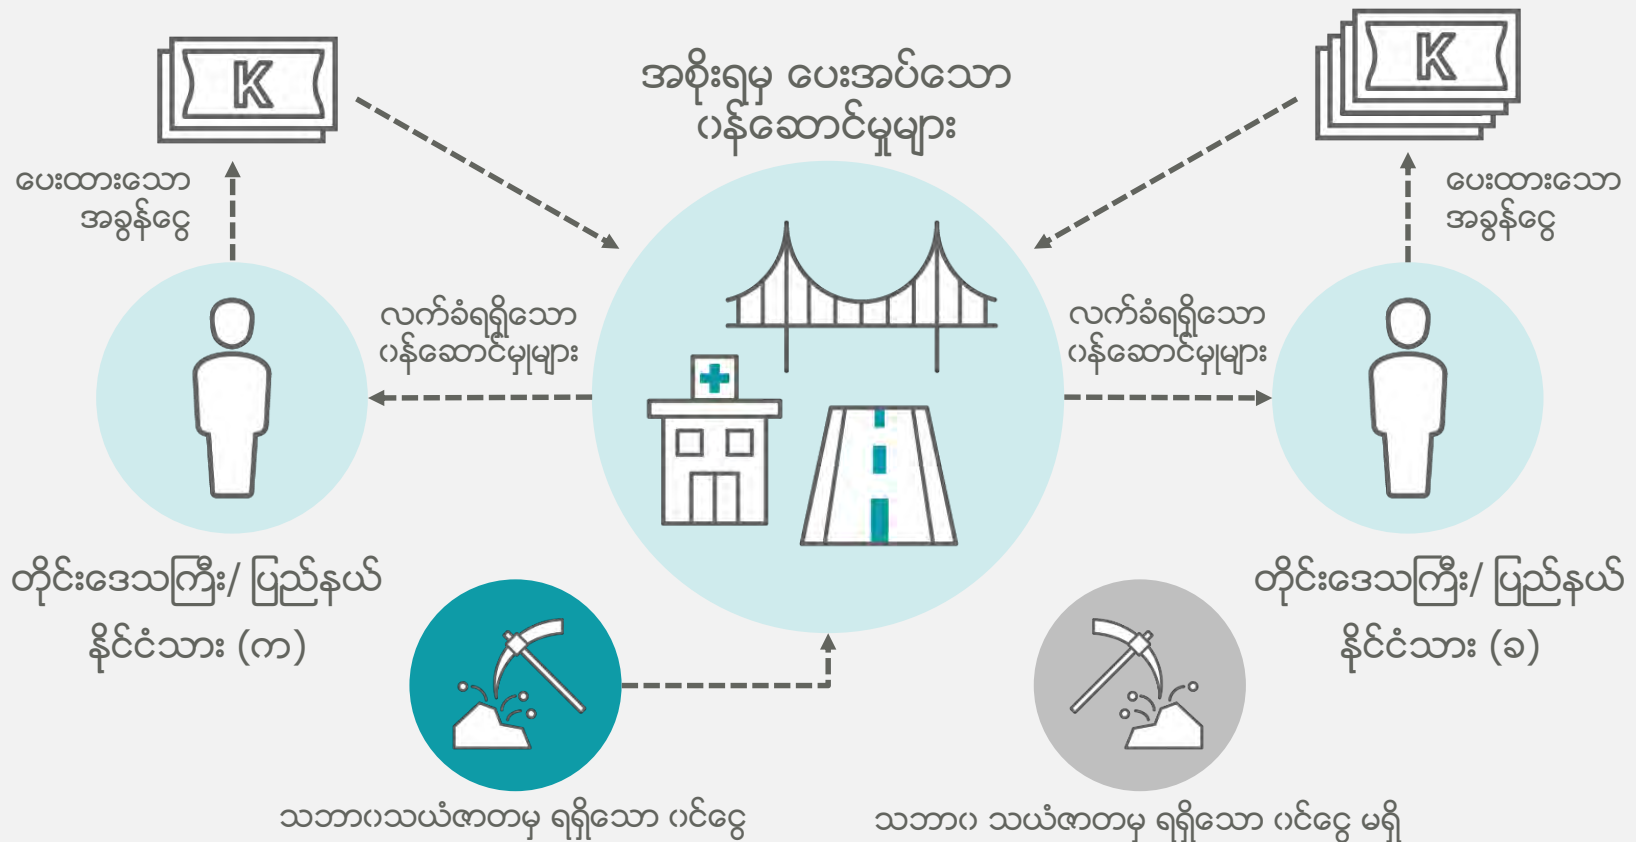 K
K
အစိုးရမှ ပေးအပ်သော
ဝန်ဆောင်မှုများ
ပေးထားသော
အခွန်ငွေ
ပေးထားသော
အခွန်ငွေ
လက်ခံရရှိသော
ဝန်ဆောင်မှုများ
လက်ခံရရှိသော
ဝန်ဆောင်မှုများ
တိုင်းဒေသကြီး/ ပြည်နယ်
နိုင်ငံသား (က)
တိုင်းဒေသကြီး/ ပြည်နယ်
နိုင်ငံသား (ခ)
သဘာဝသယံဇာတမှ ရရှိသော ဝင်ငွေ
သဘာဝ သယံဇာတမှ ရရှိသော ဝင်ငွေ မရှိ